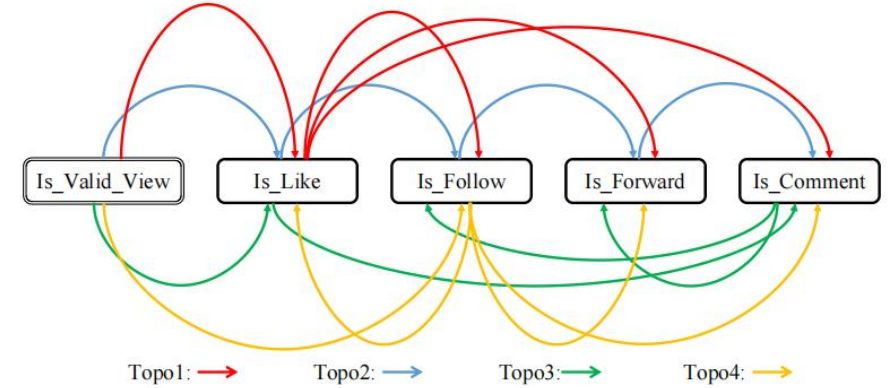 Is_Valid_View Is_Like Is_Follow Is_Forward Is_Comment
Topo1: Topo2: Topo3: Topo4: